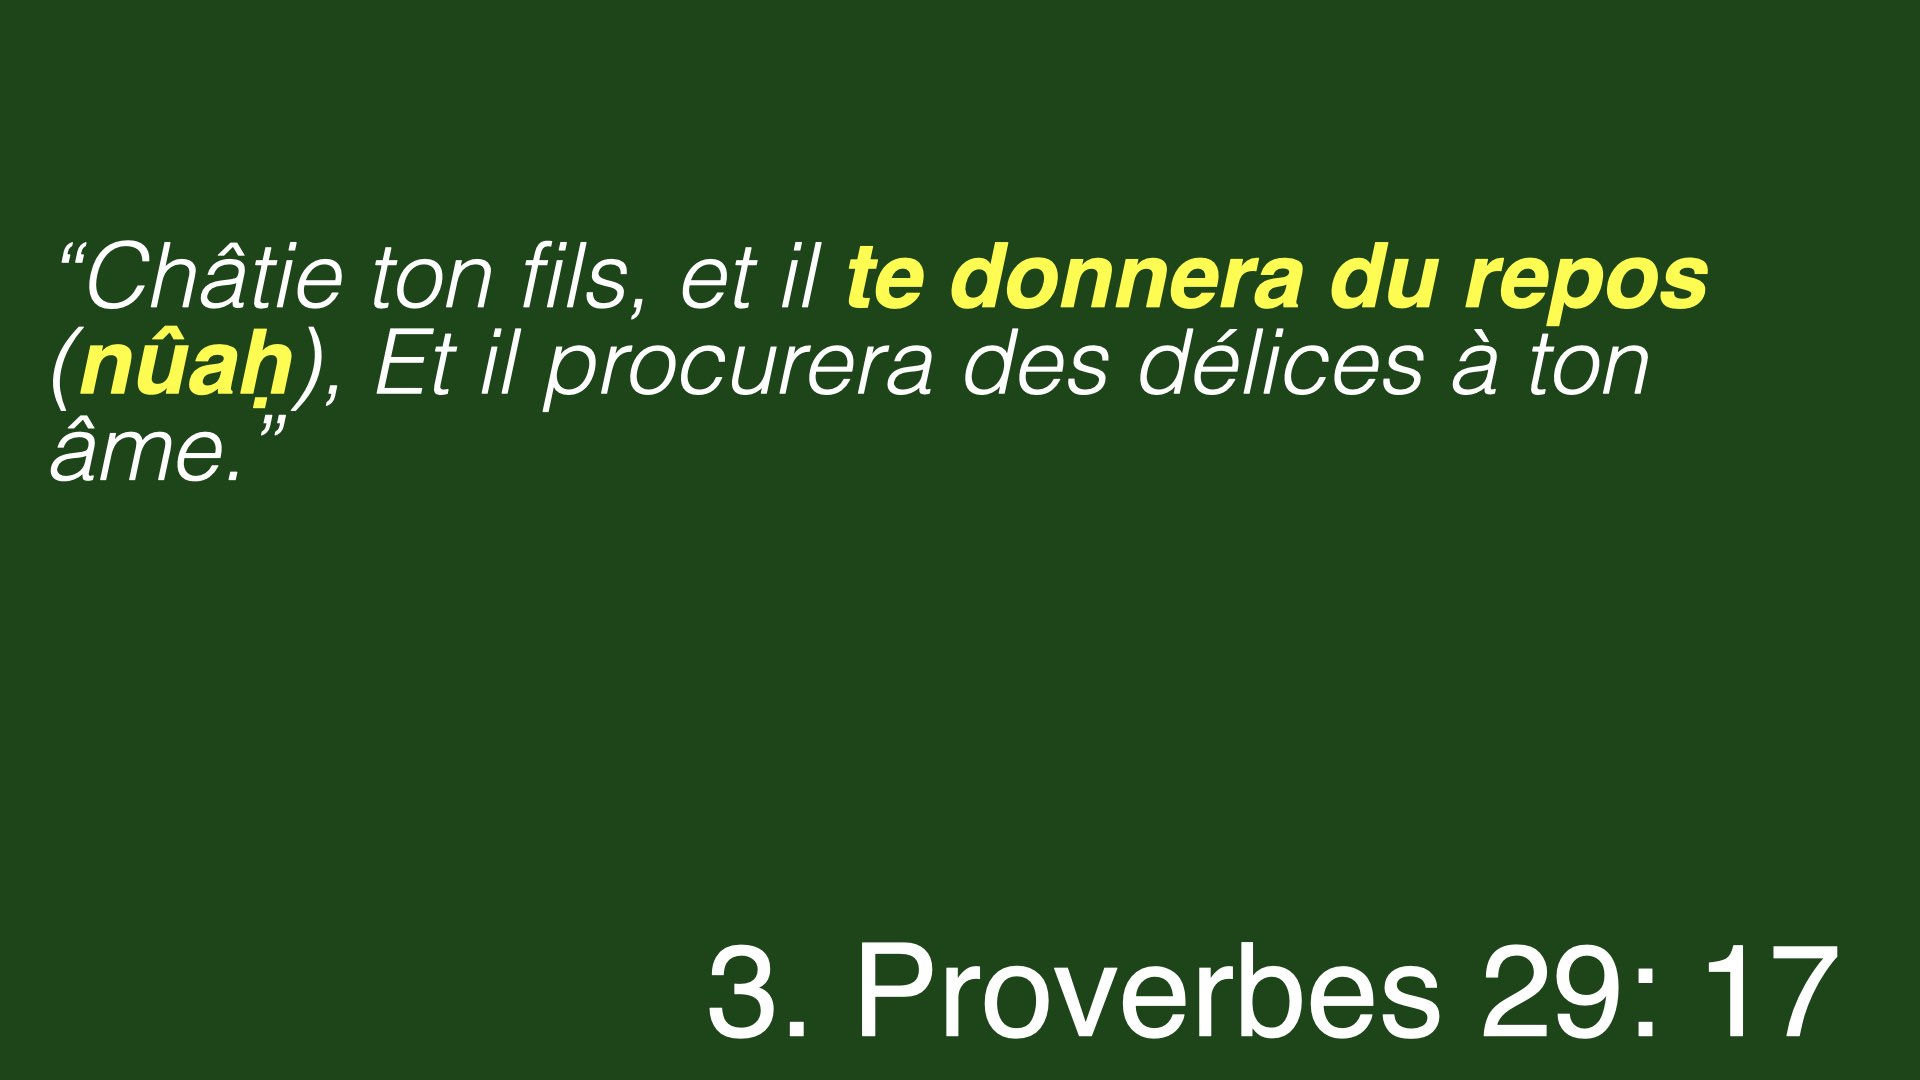 “Châtie ton fils, et il te donnera du repos
(nûaḥ), Et il procurera des délices à ton
âme.”
3. Proverbes 29: 17